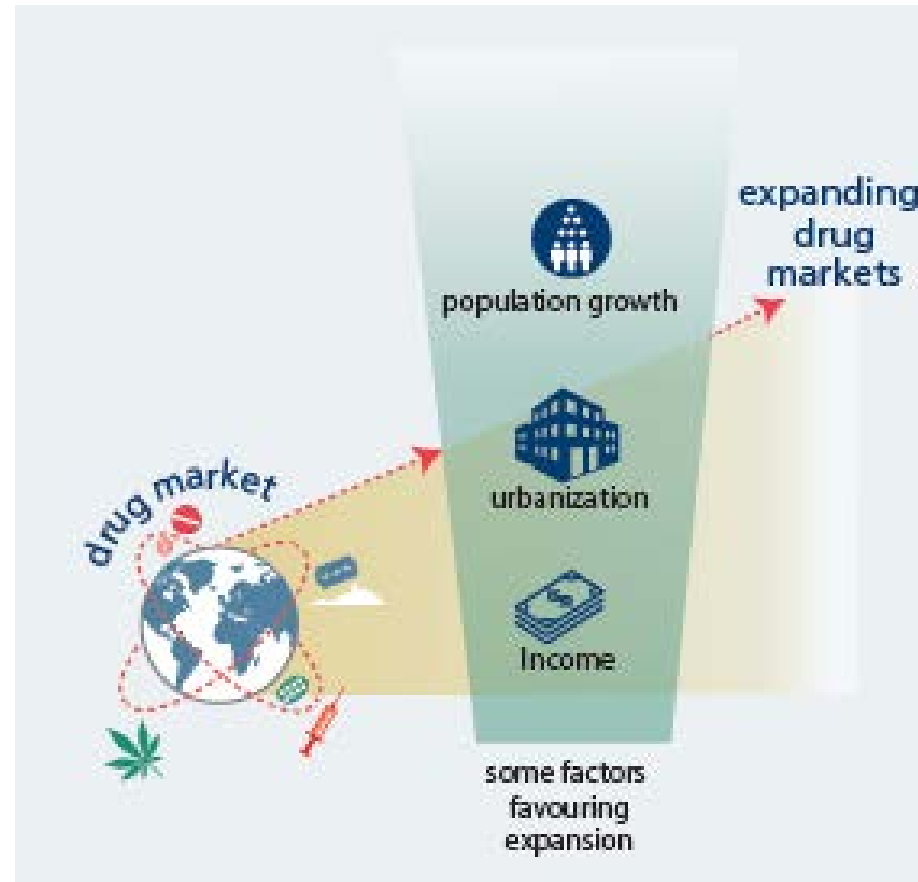 drug market
population growth
urbanization
Income
some factors
favouring
expansion
expanding
drug
markets